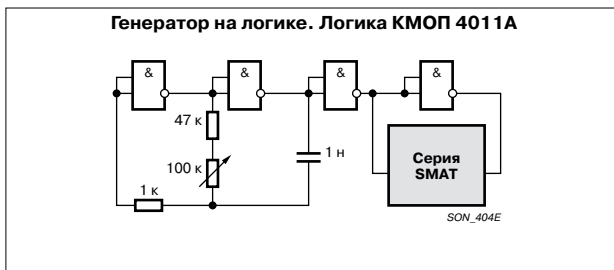 Генератор на логике. Логика КМОП 4011А
& & & &
47 к
100 к
1 н
1 к
Серия
SMAT
SON_404E